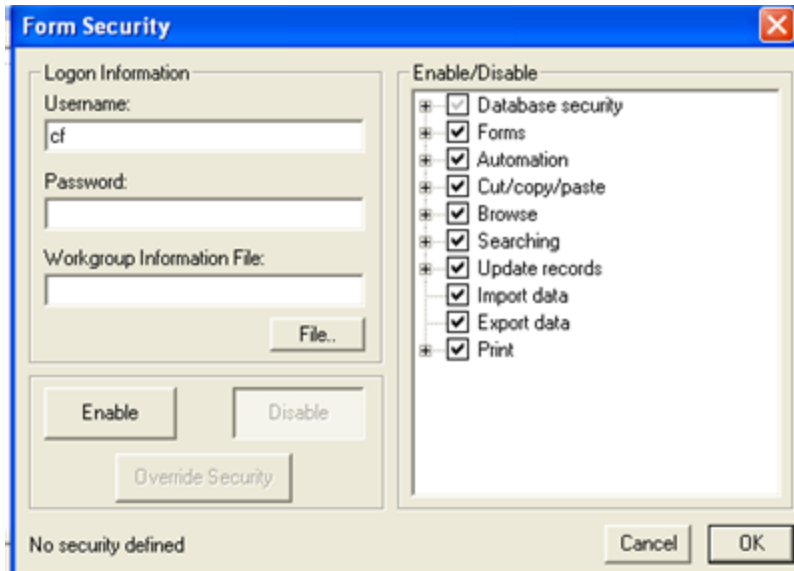 Form Security
Logon Information
Username:
cf
Password:
Workgroup Information File:
File..
Enable
Disable
Override Security
No security defined
Enable/Disable
Database security
Forms
Automation
Cut/copy/paste
Browse
Searching
Update records
Import data
Export data
Print
Cancel
OK